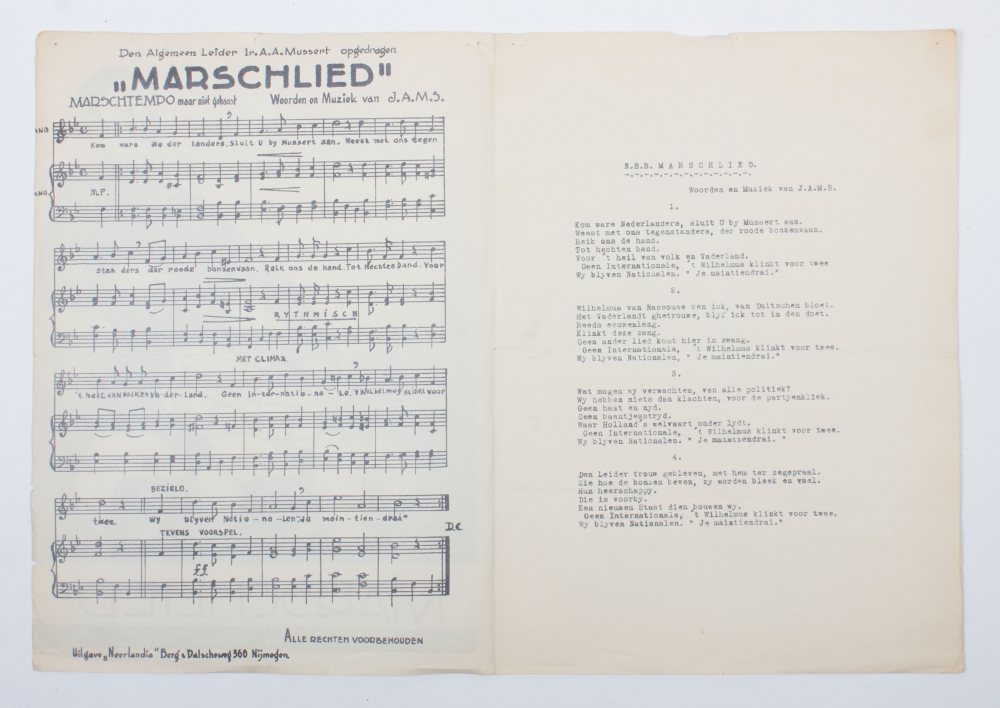 Den Algemeen Leider Ir. A.A. Mussert opgedragen
„MARSCHLIED"
MARSCHTEMPO maar niet gehaast Woorden en Muziek van J.A.M.S.
ANG
Kom ware Ne der landers, Sluit U by Mussert aan. Weest met ons tegen
ANO
M.F.
stan ders der roode bonzenvaan. Reik ons de hand. Tot Hechten band. Voor
RYTHMISCH
MET CLIMAX
't heil van volk en Va-der-land. Geen In-ter-natio-na-le, 't Wilhelmus klinkt voor
BEZIELD.
twee. Wy blyven Natio-na-len „Je main-tien-drai"
D.C.
TEVENS VOORSPEL.
f.f.
ALLE RECHTEN VOORBEHOUDEN
Uitgave „Neerlandia" Berg & Dalscheweg 360 Nijmegen
N.S.B. MARSCHLIED.
-.-.-.-.-.-.-.-.-.-.-.-.
Woorden en Muziek van J.A.M.S.
1.
Kom ware Nederlanders, sluit U by Mussert aan.
Weest met ons tegenstanders, der roode bonzenvaan.
Reik ons de hand.
Tot hechten band.
Voor 't heil van volk en Vaderland.
Geen Internationale, 't Wilhelmus klinkt voor twee
Wy blyven Nationalen. " Je maintiendrai."
2.
Wilhelmus van Nassouwe ben ick, van Duitschen bloet.
Het Vaderlandt ghetrouwe, blyf ick tot in den doet.
Reeds eeuwenlang.
Klinkt deze zang.
Geen ander lied komt hier in zwang.
Geen Internationale, 't Wilhelmus klinkt voor twee.
Wy blyven Nationalen, " Je maintiendrai."
3.
Wat mogen wy verwachten, van alle politiek?
Wy hebben niets dan klachten, voor de partyenkliek.
Geen haat en nyd.
Geen baantjesstryd.
Waar Holland's welvaart onder lydt.
Geen Internationale, 't Wilhelmus klinkt voor twee.
Wy blyven Nationalen. " Je maintiendrai. "
4.
Den Leider trouw gebleven, met hem ter zegepraal.
Zie hoe de bonzen beven, zy worden bleek en vaal.
Hun heerschappy.
Die is voorby.
Een nieuwen Staat dien bouwen wy.
Geen Internationale, 't Wilhelmus klinkt voor twee.
Wy blyven Nationalen. " Je maintiendrai."